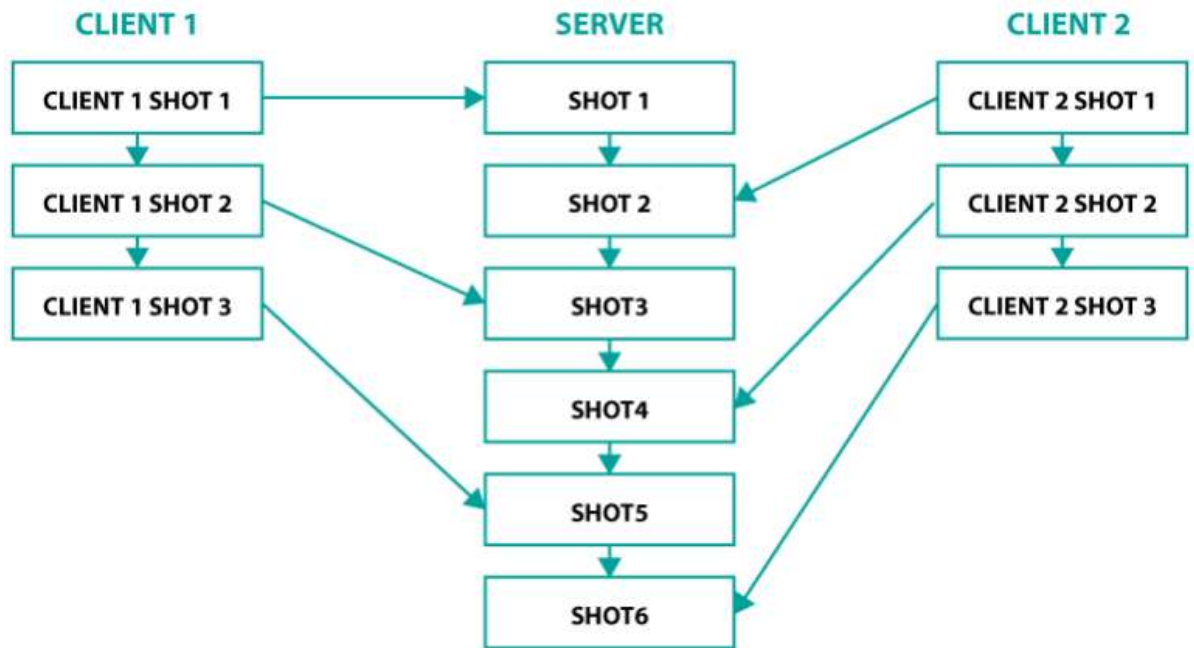 CLIENT 1
SERVER
CLIENT 2
CLIENT 1 SHOT 1
SHOT 1
CLIENT 2 SHOT 1
CLIENT 1 SHOT 2
SHOT 2
CLIENT 2 SHOT 2
CLIENT 1 SHOT 3
SHOT3
CLIENT 2 SHOT 3
SHOT4
SHOT5
SHOT6